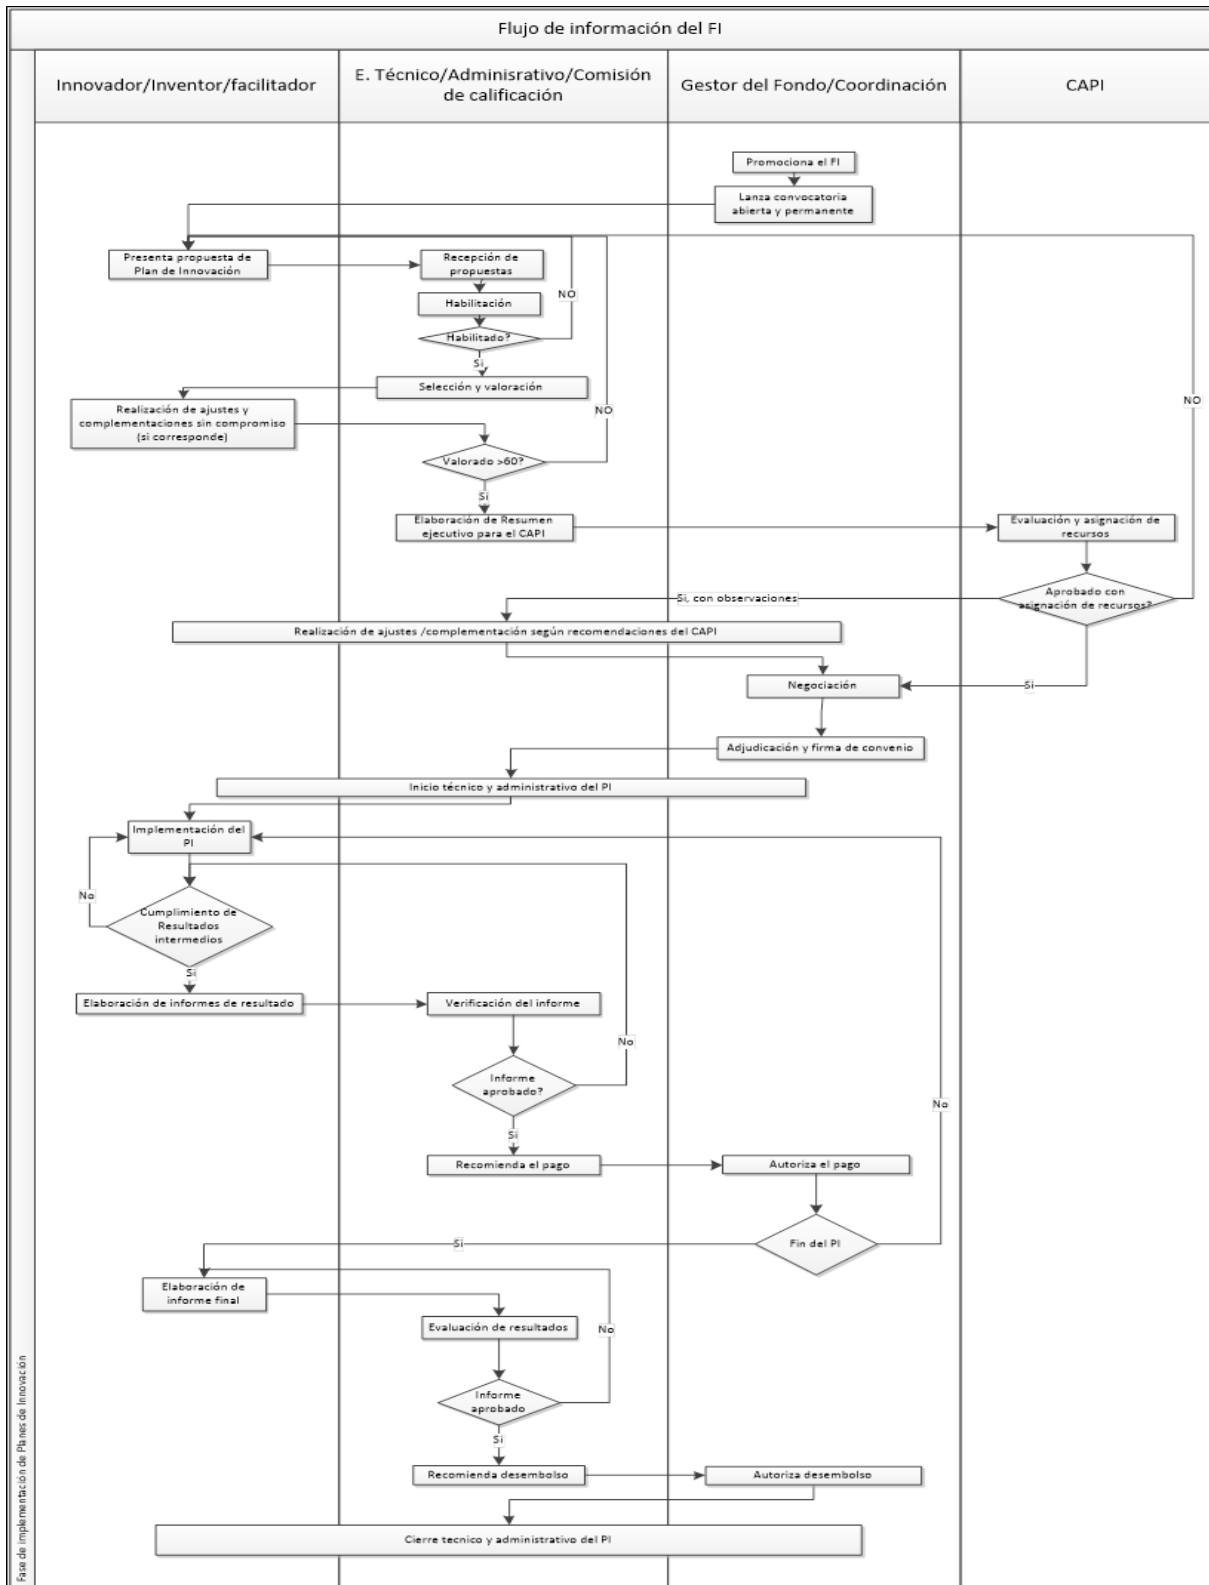 Flujo de información del FI
Innovador/Inventor/facilitador
E. Técnico/Adminisrativo/Comisión
de calificación
Gestor del Fondo/Coordinación
CAPI
Promociona el FI
Lanza convocatoria
abierta y permanente
Presenta propuesta de
Plan de Innovación
Recepción de
propuestas
NO
Habilitación
Habilitado?
Si
Selección y valoración
NO
NO
Realización de ajustes y
complementaciones sin compromiso
(si corresponde)
Valorado >60?
Si
Elaboración de Resumen
ejecutivo para el CAPI
Evaluación y asignación de
recursos
Aprobado con
asignación de recursos?
Si, con observaciones
Realización de ajustes /complementación según recomendaciones del CAPI
Negociación
Si
Adjudicación y firma de convenio
Inicio técnico y administrativo del PI
Implementación del
PI
No
Cumplimiento de
Resultados
intermedios
Si
Elaboración de informes de resultado
Verificación del informe
No
Informe
aprobado?
No
Si
Recomienda el pago
Autoriza el pago
Fin del PI
Si
Elaboración de
informe final
Evaluación de resultados
No
Informe
aprobado
Si
Recomienda desembolso
Autoriza desembolso
Cierre tecnico y administrativo del PI
Fase de implementación de Planes de Innovación